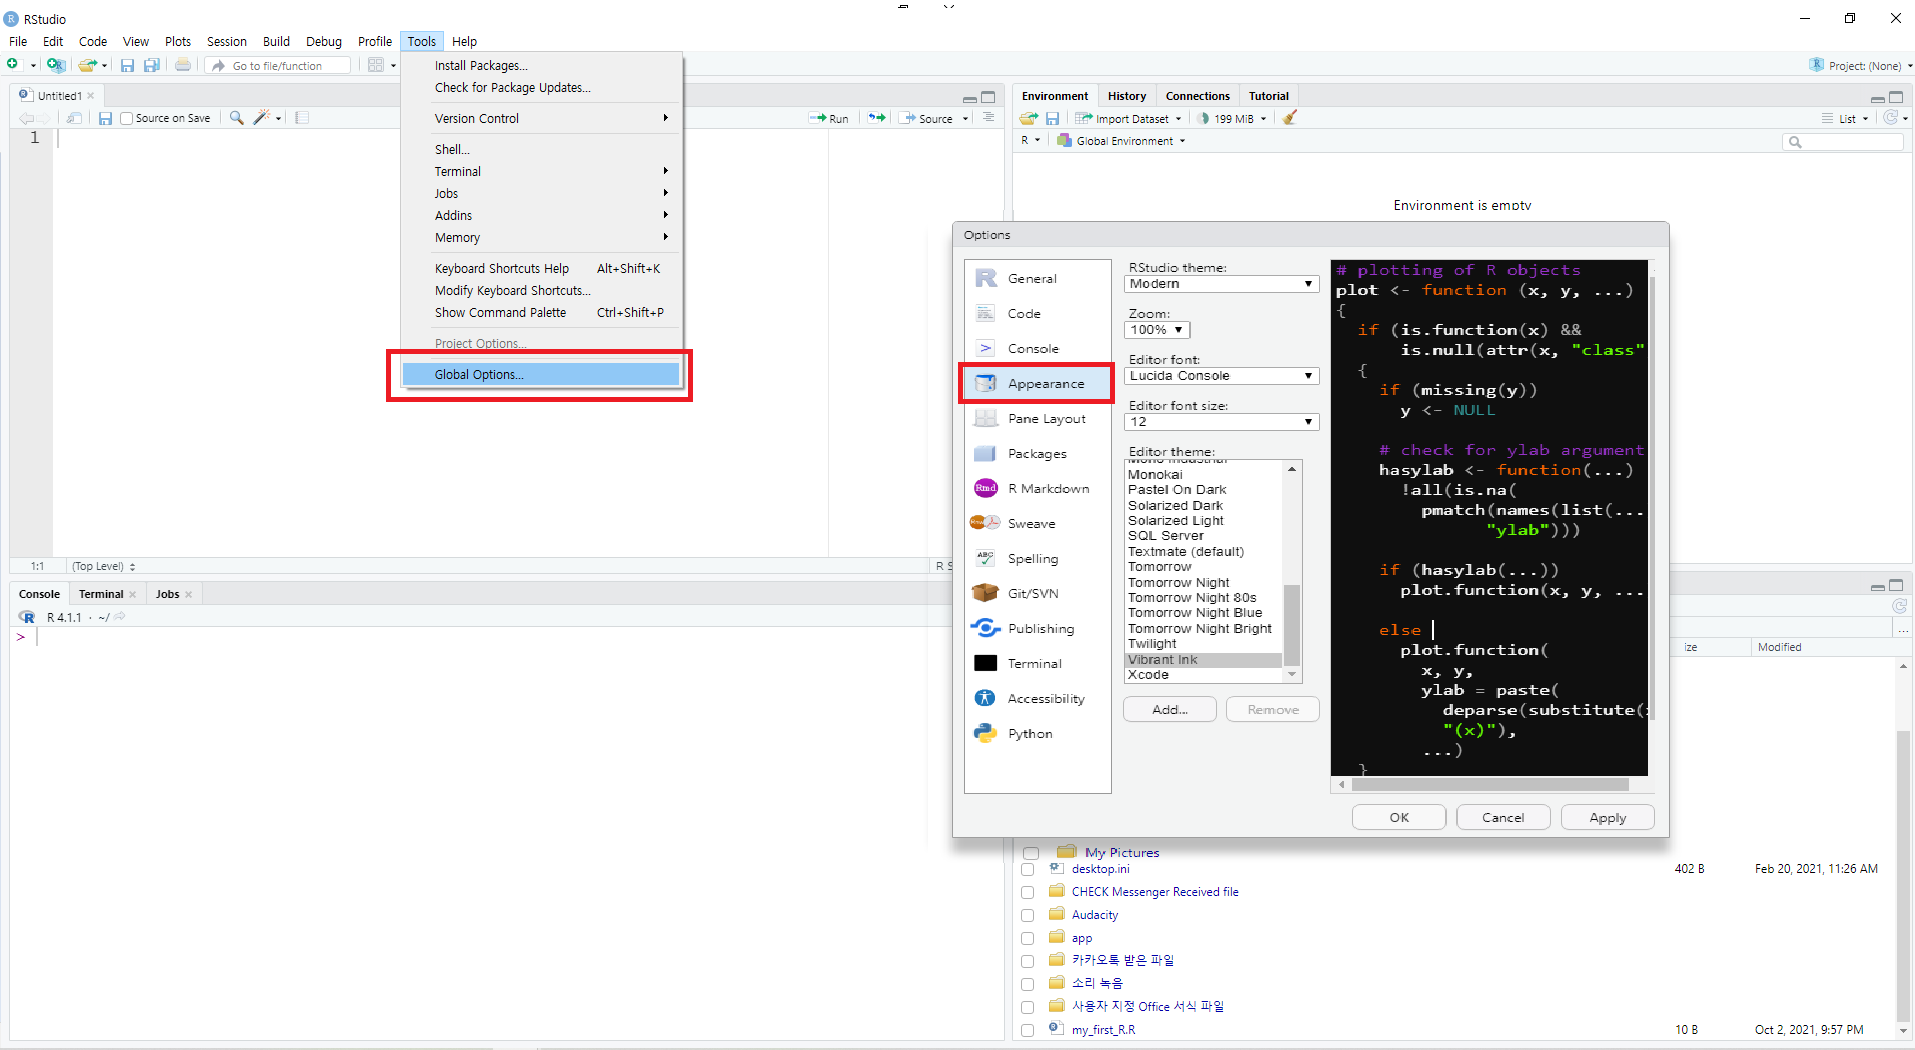 RStudio
File Edit Code View Plots Session Build Debug Profile Tools Help
Go to file/function
Project: (None)
Install Packages...
Check for Package Updates...
Version Control
Shell...
Terminal
Jobs
Addins
Memory
Keyboard Shortcuts Help Alt+Shift+K
Modify Keyboard Shortcuts...
Show Command Palette Ctrl+Shift+P
Project Options...
Global Options...
Untitled1
Source on Save
Run
Source
1
1:1 (Top Level)
R S
Console Terminal Jobs
R 4.1.1 · ~/
>
Environment History Connections Tutorial
Import Dataset 199 MiB
List
R Global Environment
Environment is empty
Options
General
Code
Console
Appearance
Pane Layout
Packages
Rmd R Markdown
Sweave
ABC Spelling
Git/SVN
Publishing
Terminal
Accessibility
Python
RStudio theme:
Modern
Zoom:
100%
Editor font:
Lucida Console
Editor font size:
12
Editor theme:
Mono Industrial
Monokai
Pastel On Dark
Solarized Dark
Solarized Light
SQL Server
Textmate (default)
Tomorrow
Tomorrow Night
Tomorrow Night 80s
Tomorrow Night Blue
Tomorrow Night Bright
Twilight
Vibrant Ink
Xcode
Add...
Remove
# plotting of R objects
plot <- function (x, y, ...)
{
if (is.function(x) &&
is.null(attr(x, "class"
{
if (missing(y))
y <- NULL
# check for ylab argument
hasylab <- function(...)
!all(is.na(
pmatch(names(list(...
"ylab")))
if (hasylab(...))
plot.function(x, y, ...
else
plot.function(
x, y,
ylab = paste(
deparse(substitute(
"(x)"),
...)
}
OK
Cancel
Apply
ize Modified
My Pictures
desktop.ini 402 B Feb 20, 2021, 11:26 AM
CHECK Messenger Received file
Audacity
app
카카오톡 받은 파일
소리 녹음
사용자 지정 Office 서식 파일
my_first_R.R 10 B Oct 2, 2021, 9:57 PM